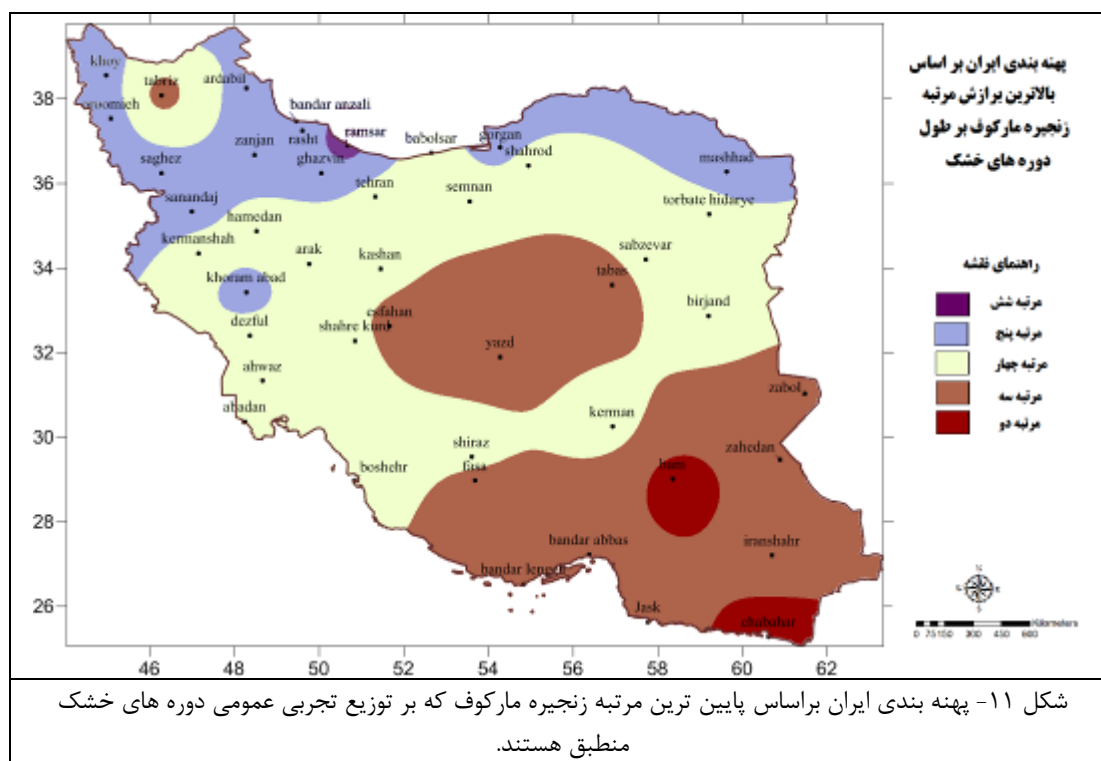 پهنه بندی ایران بر اساس
بالاترین برازش مرتبه
زنجیره مارکوف بر طول
دوره های خشک
راهنمای نقشه
مرتبه شش
مرتبه پنج
مرتبه چهار
مرتبه سه
مرتبه دو
0 75 150 300 450 600
Kilometers
N
38
36
34
32
30
28
26
46 48 50 52 54 56 58 60 62
khoy
tabriz
ardabil
oroomieh
bandar anzali
rasht
ramsar
zanjan
ghazvin
babolsar
gorgan
shahrod
mashhad
saghez
tehran
semnan
sanandaj
torbate hidarye
hamedan
kermanshah
arak
kashan
sabzevar
khoram abad
tabas
birjand
dezful
esfahan
shahre kurd
yazd
ahwaz
zabol
abadan
kerman
shiraz
zahedan
boshehr
fasa
bam
bandar abbas
iranshahr
bandar lengeh
Jask
chabahar
شکل ۱۱- پهنه بندی ایران براساس پایین ترین مرتبه زنجیره مارکوف که بر توزیع تجربی عمومی دوره های خشک
منطبق هستند.